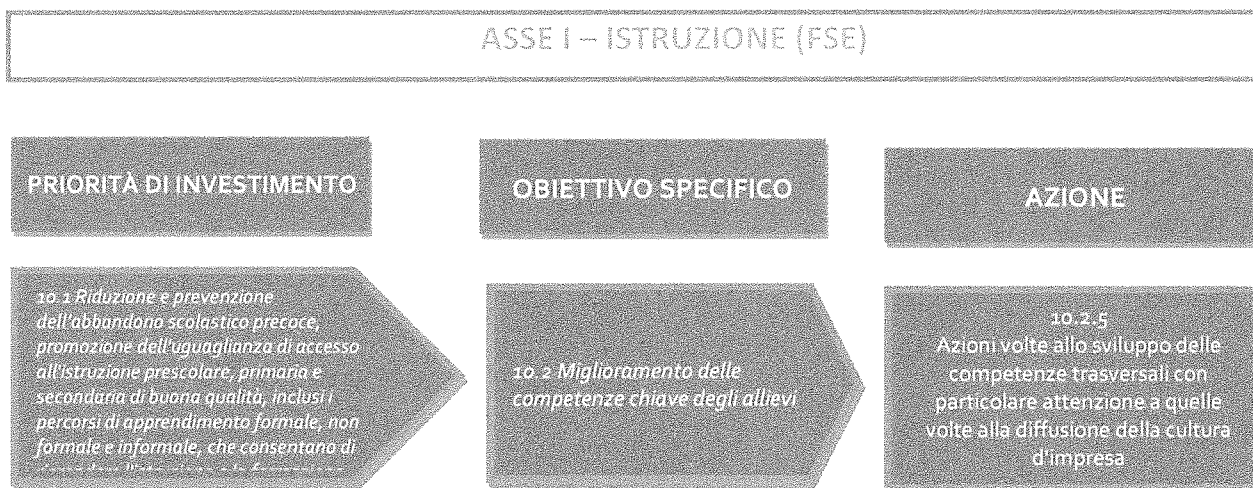 ASSE I – ISTRUZIONE (FSE)
PRIORITÀ DI INVESTIMENTO
10.1 Riduzione e prevenzione
dell'abbandono scolastico precoce,
promozione dell'uguaglianza di accesso
all'istruzione prescolare, primaria e
secondaria di buona qualità, inclusi i
percorsi di apprendimento formale, non
formale e informale, che consentano di
OBIETTIVO SPECIFICO
10.2 Miglioramento delle
competenze chiave degli allievi
AZIONE
10.2.5
Azioni volte allo sviluppo delle
competenze trasversali con
particolare attenzione a quelle
volte alla diffusione della cultura
d'impresa